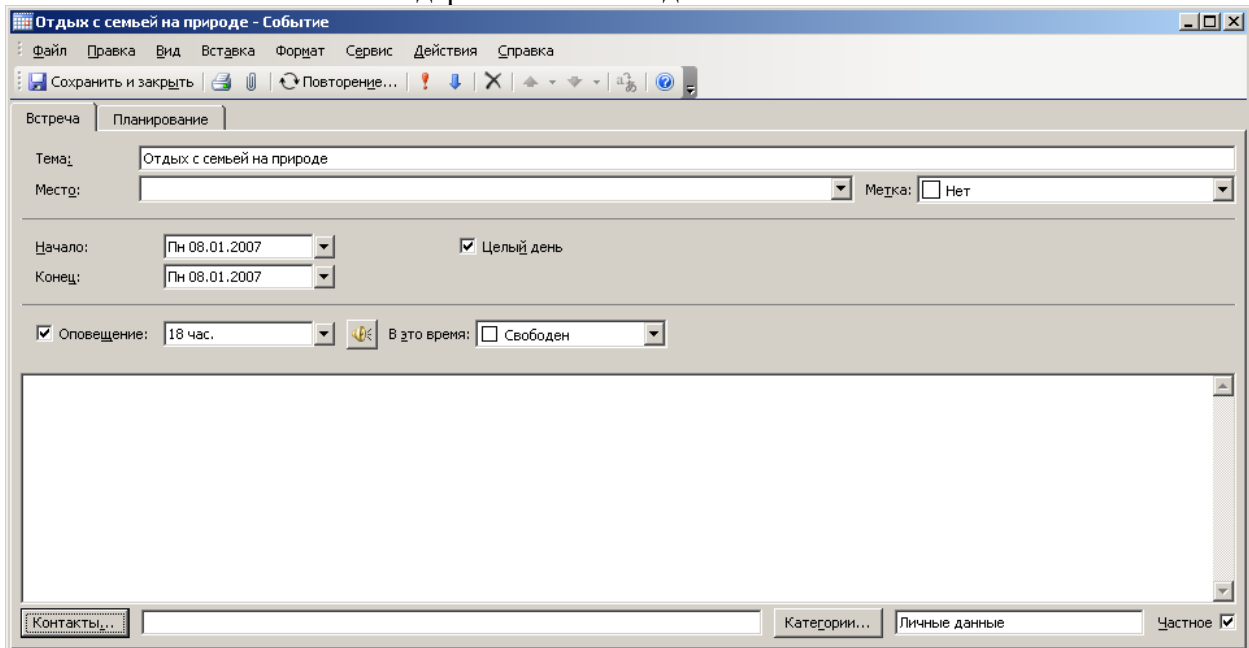 Отдых с семьей на природе - Событие
Файл Правка Вид Вставка Формат Сервис Действия Справка
Сохранить и закрыть Повторение...
Встреча Планирование
Тема: Отдых с семьей на природе
Место: Метка: Нет
Начало: Пн 08.01.2007 Целый день
Конец: Пн 08.01.2007
Оповещение: 18 час. В это время: Свободен
Контакты... Категории... Личные данные Частное